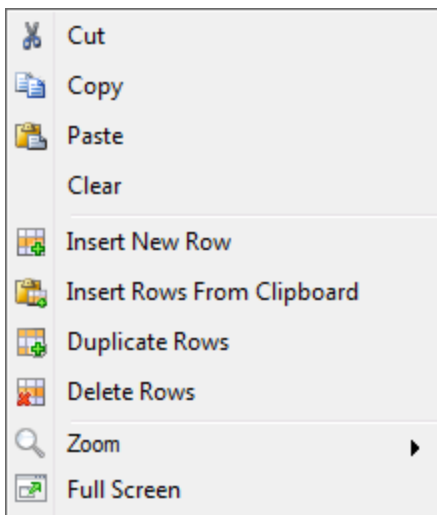 Cut
Copy
Paste
Clear
Insert New Row
Insert Rows From Clipboard
Duplicate Rows
Delete Rows
Zoom
Full Screen